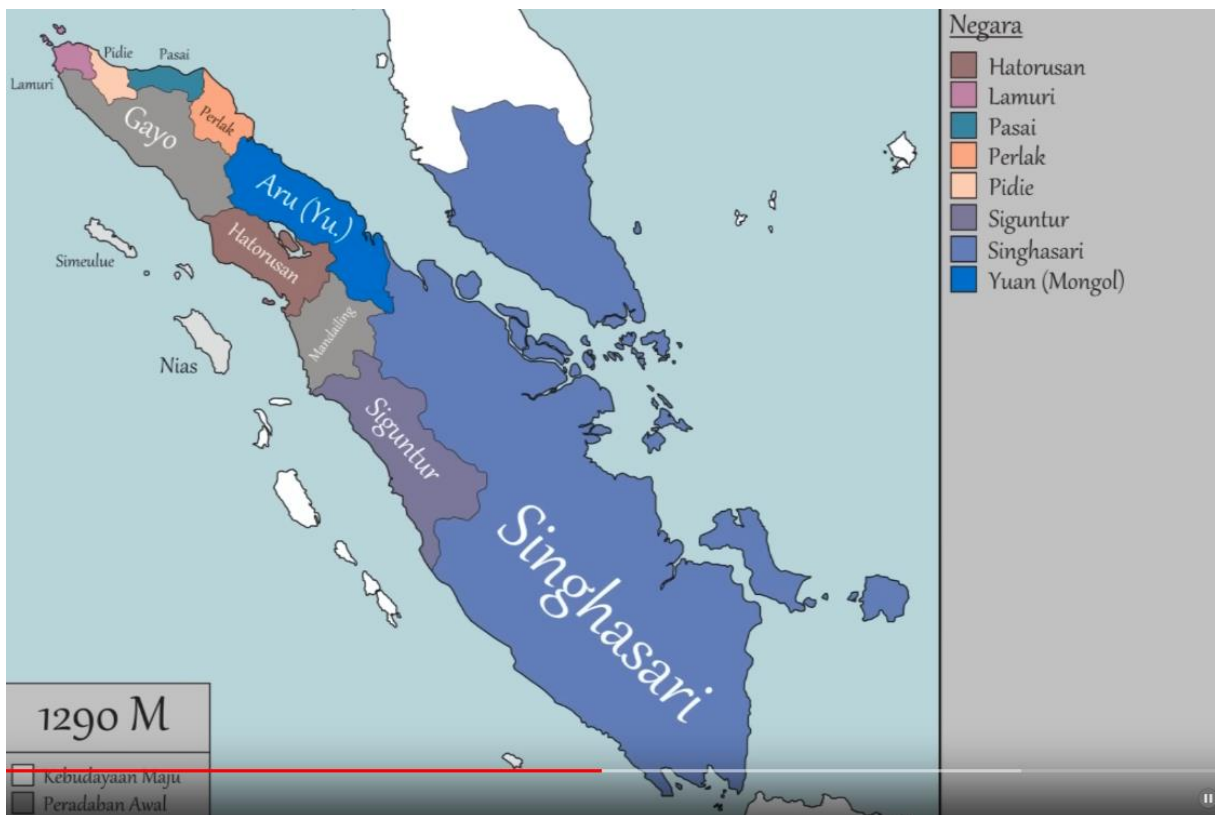 Negara
Hatorusan
Lamuri
Pasai
Perlak
Pidie
Siguntur
Singhasari
Yuan (Mongol)
Pidie
Pasai
Lamuri
Gayo
Perlak
Aru (Yu.)
Hatorusan
Simeulue
Mandailing
Nias
Siguntur
Singhasari
1290 M
Kebudayaan Maju
Peradaban Awal